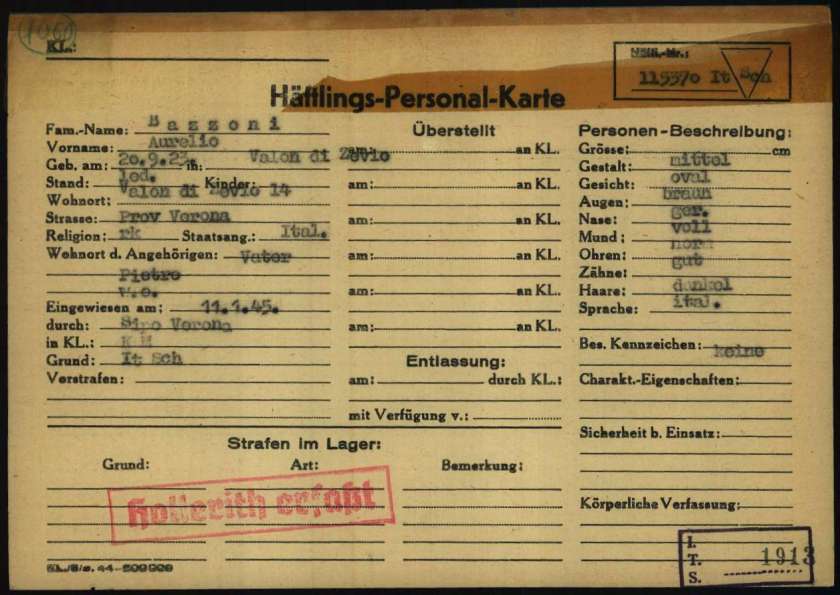 1060
KL.:
Häftl.-Nr.:
115370 It Sch
Häftlings-Personal-Karte
Fam.-Name: Bazzoni
Vorname: Aurelio
Geb. am: 20.9.23. in: Valon di Zevio
Stand: led. Kinder:
Wohnort: Valon di Zevio 14
Strasse: Prov Verona
Religion: rk Staatsang.: Ital.
Wohnort d. Angehörigen: Vater
Pietro
w.o.
Eingewiesen am: 11.1.45.
durch: Sipo Verona
in KL.: K M
Grund: It Sch
Vorstrafen:
Überstellt
am: an KL.
am: an KL.
am: an KL.
am: an KL.
am: an KL.
am: an KL.
Entlassung:
am: durch KL.:
mit Verfügung v.:
Personen-Beschreibung:
Grösse: cm
Gestalt: mittel
Gesicht: oval
Augen: braun
Nase: ger.
Mund: voll
Ohren: norm
Zähne: gut
Haare: dunkel
Sprache: ital.
Bes. Kennzeichen: keine
Charakt.-Eigenschaften:
Sicherheit b. Einsatz:
Körperliche Verfassung:
Strafen im Lager:
Grund: Art: Bemerkung:
Hollerith erfaßt
I.
T. 1913
S.